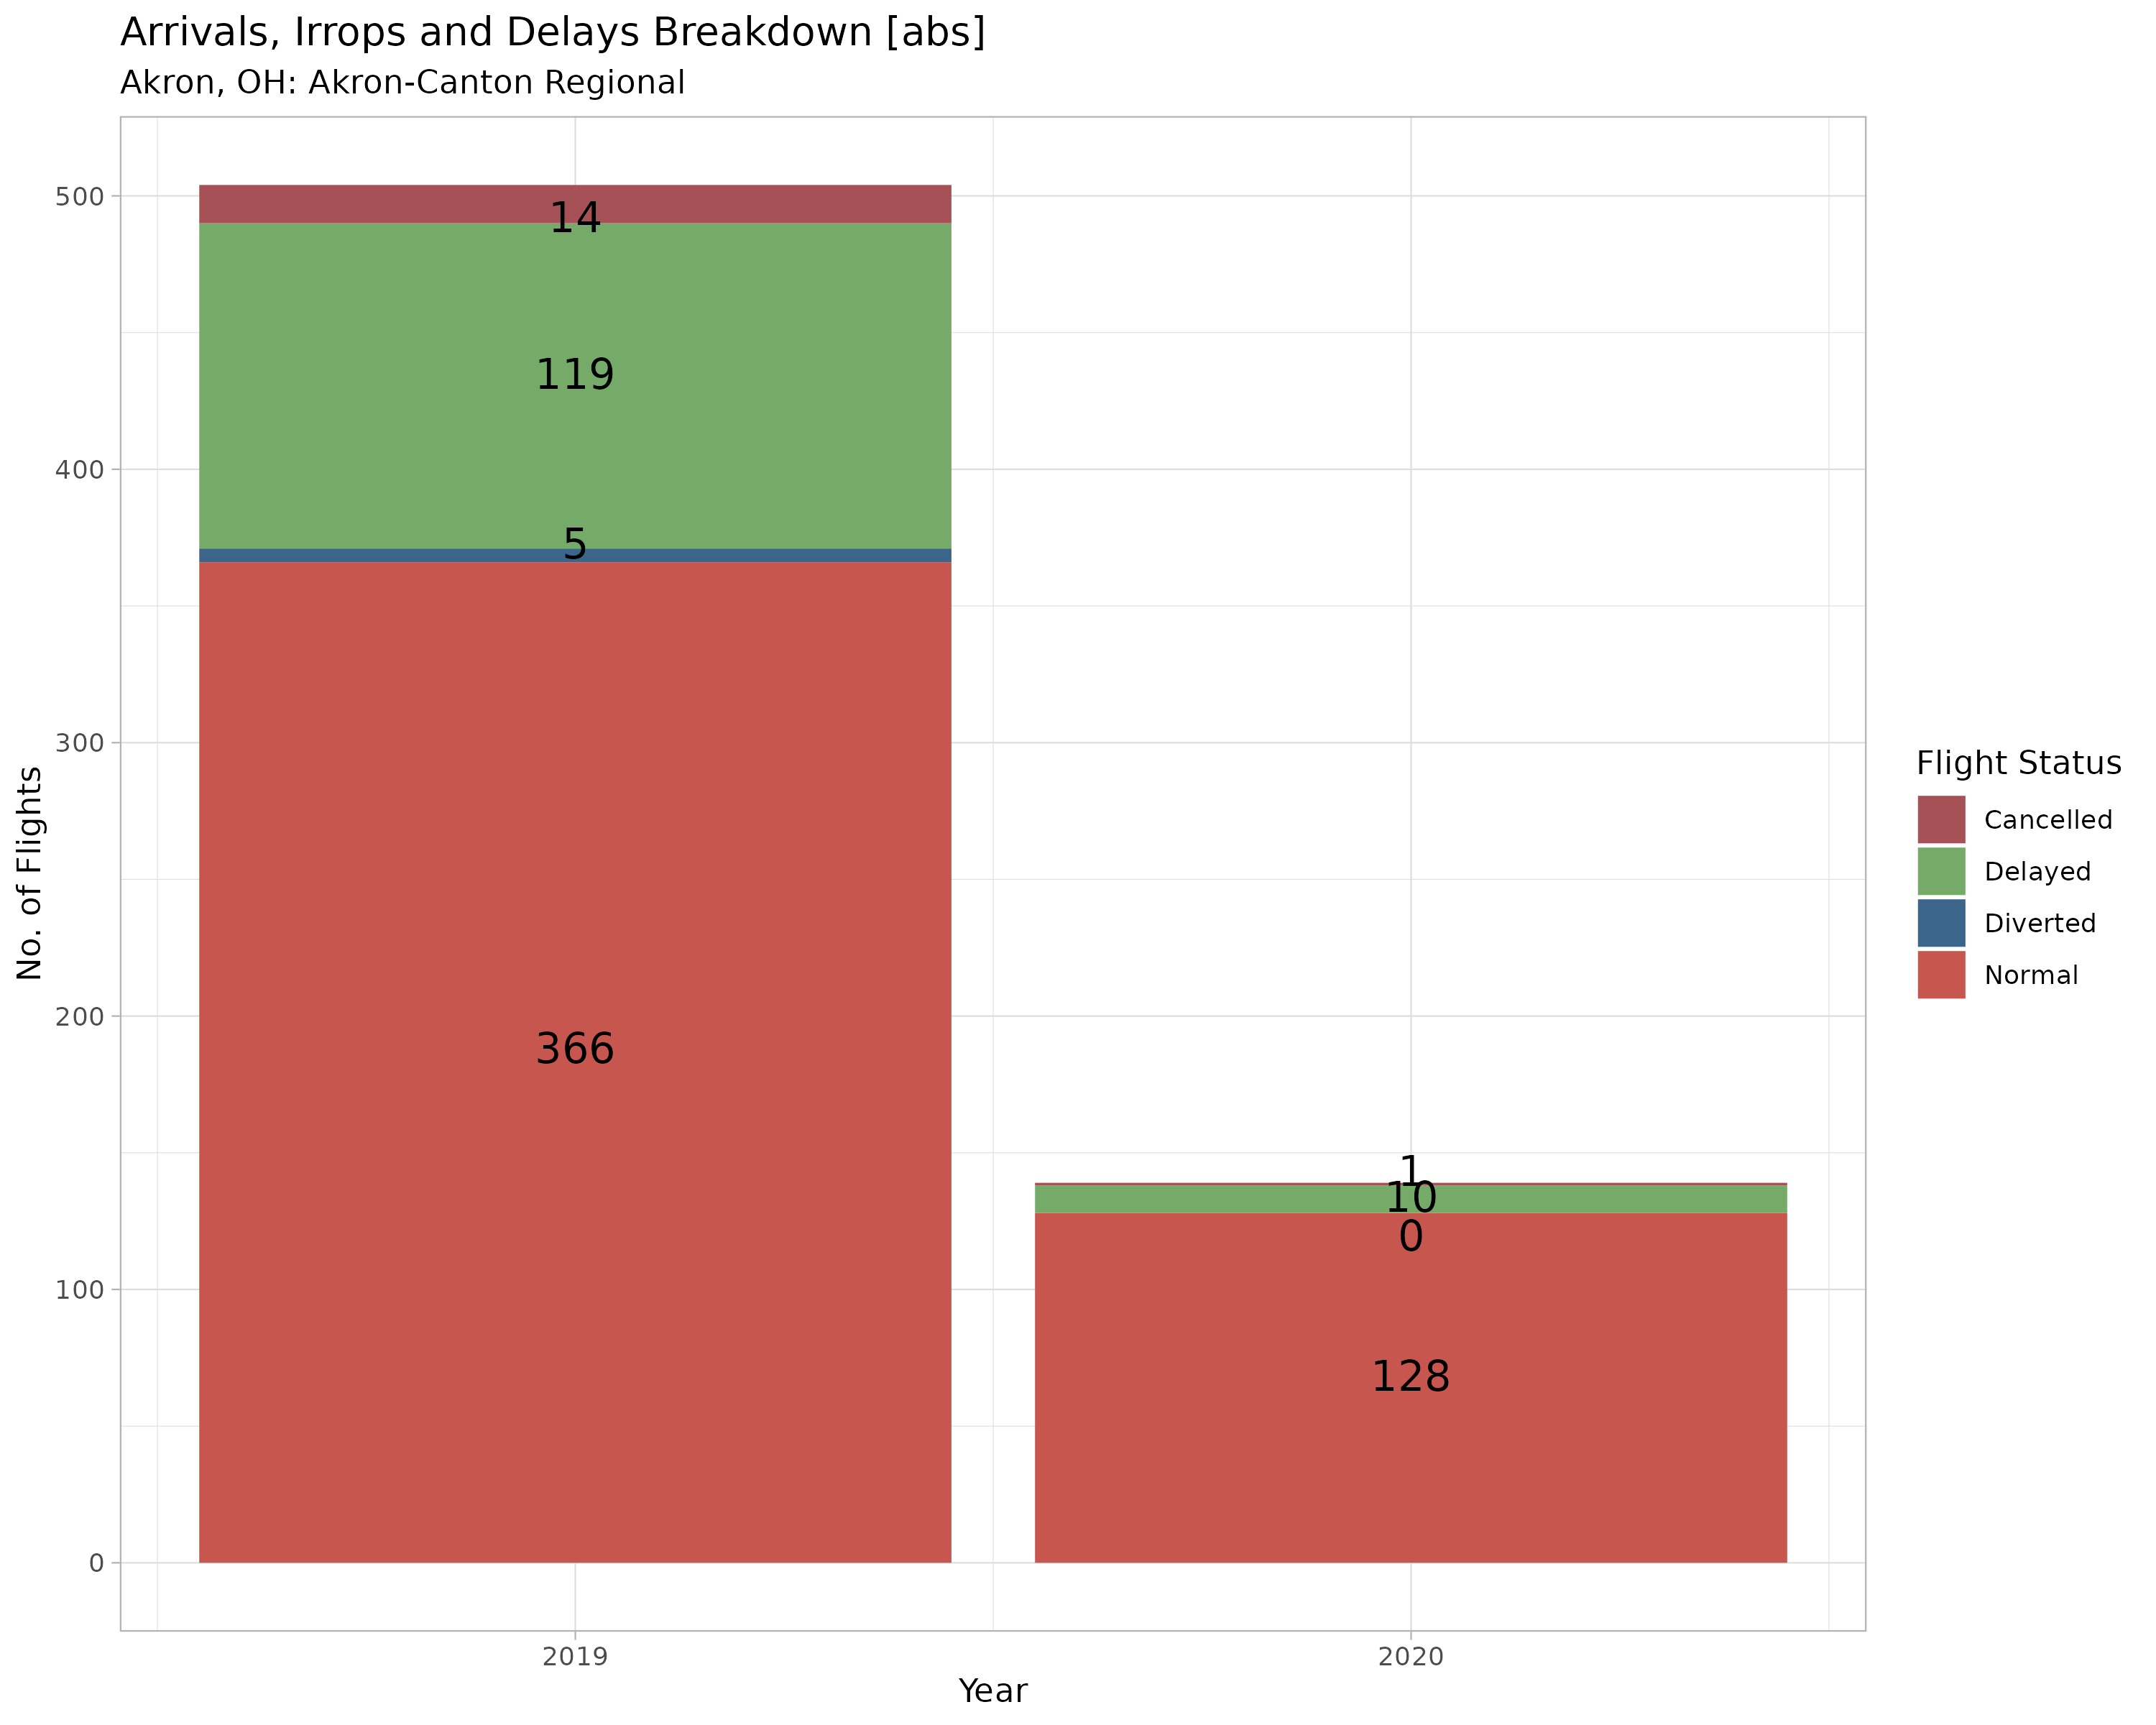 Arrivals, Irrops and Delays Breakdown [abs]
Akron, OH: Akron-Canton Regional
No. of Flights
500
400
300
200
100
0
14
119
5
366
1
10
0
128
2019
2020
Year
Flight Status
Cancelled
Delayed
Diverted
Normal